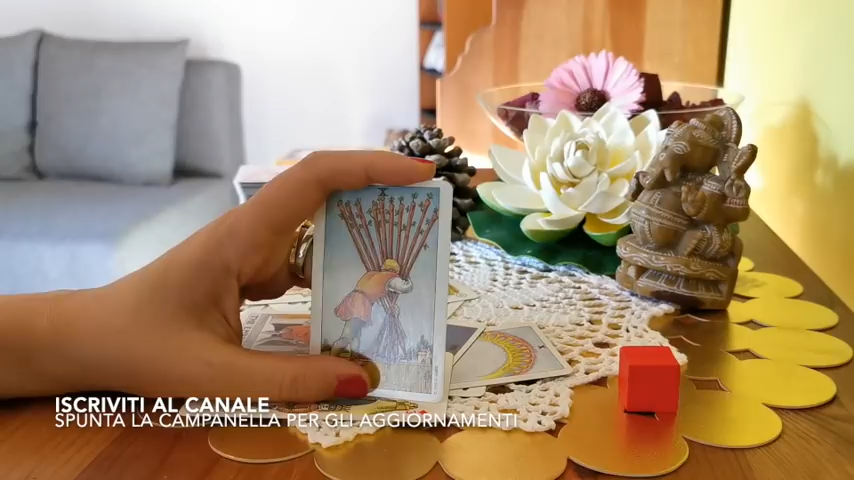 X
ISCRIVITI AL CANALE
SPUNTA LA CAMPANELLA PER GLI AGGIORNAMENTI